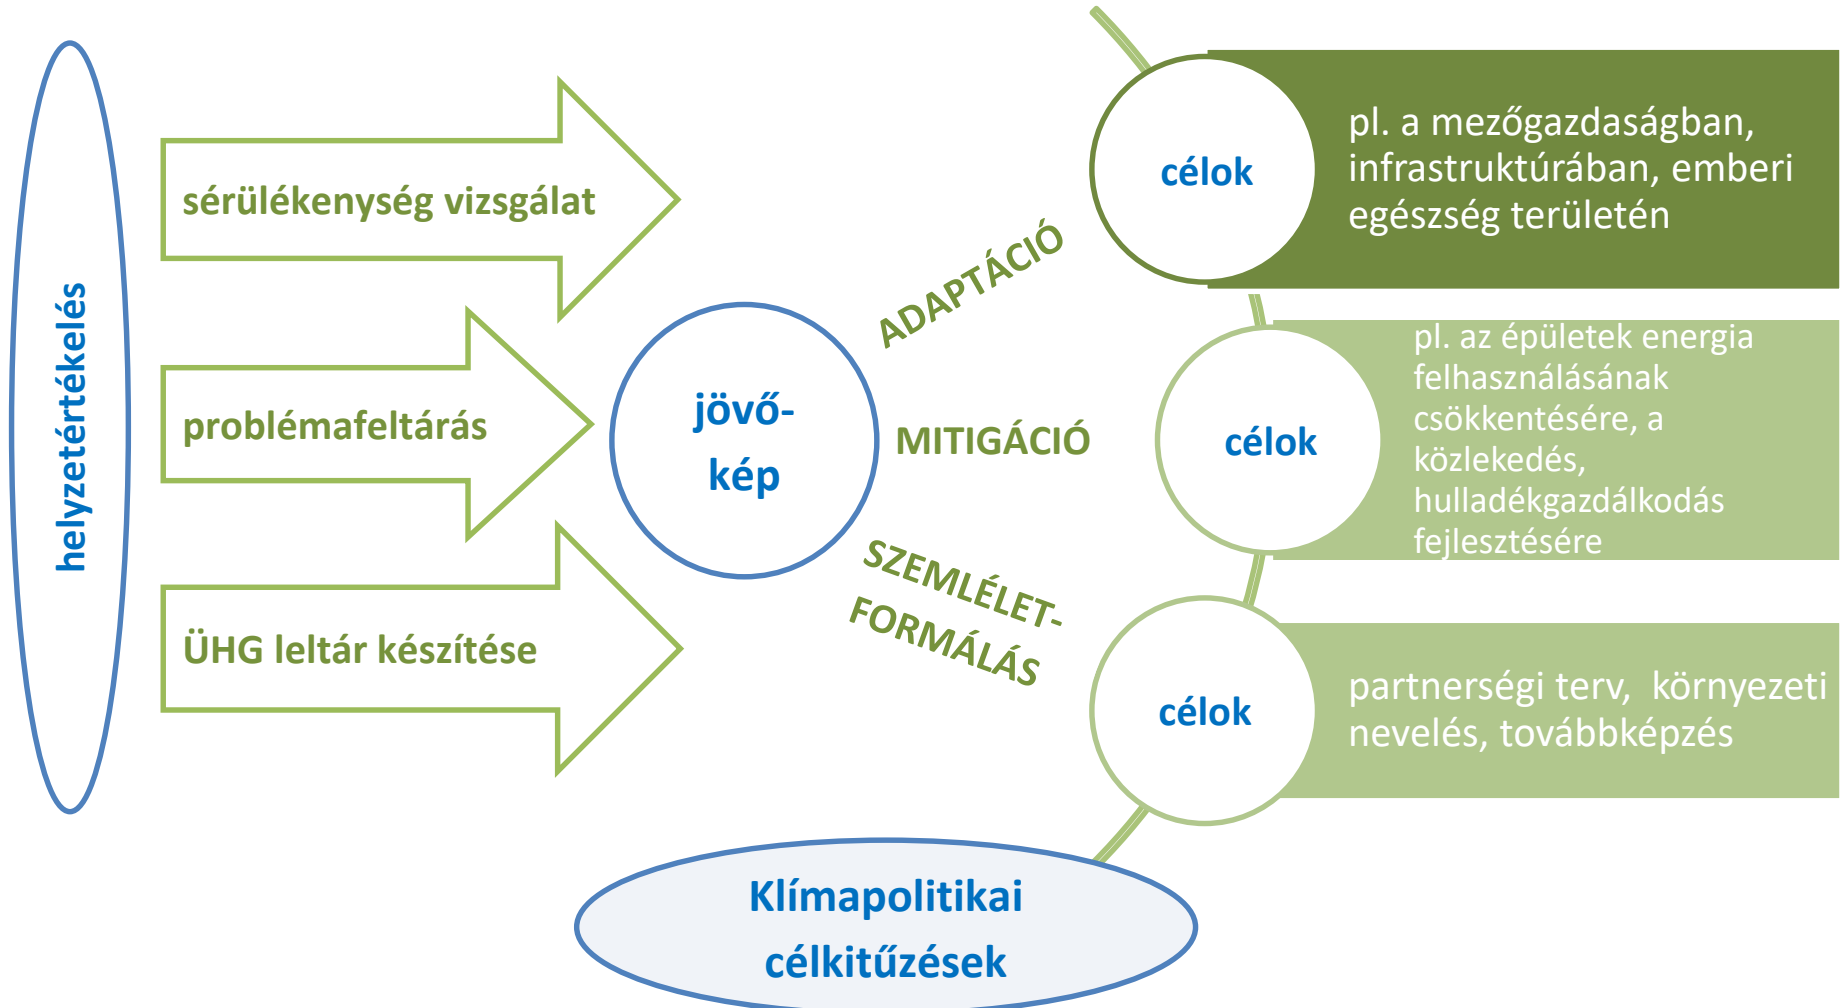 helyzetértékelés
sérülékenység vizsgálat
problémafeltárás
ÜHG leltár készítése
jövő-
kép
ADAPTÁCIÓ
MITIGÁCIÓ
SZEMLÉLET-
FORMÁLÁS
célok
pl. a mezőgazdaságban,
infrastruktúrában, emberi
egészség területén
célok
pl. az épületek energia
felhasználásának
csökkentésére, a
közlekedés,
hulladékgazdálkodás
fejlesztésére
célok
partnerségi terv,  környezeti
nevelés, továbbképzés
Klímapolitikai
célkitűzések